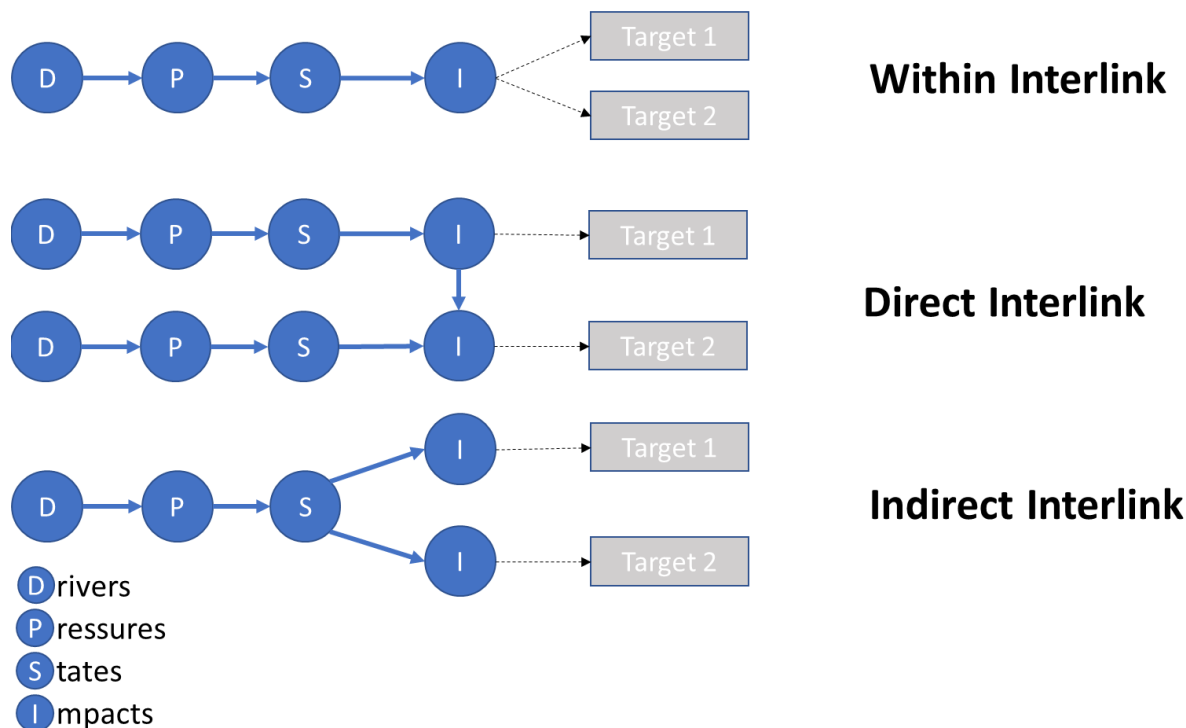 Target 1
D P S I Within Interlink
Target 2
D P S I Target 1
Direct Interlink
D P S I Target 2
I Target 1
D P S Indirect Interlink
I Target 2
Drivers
Pressures
States
Impacts